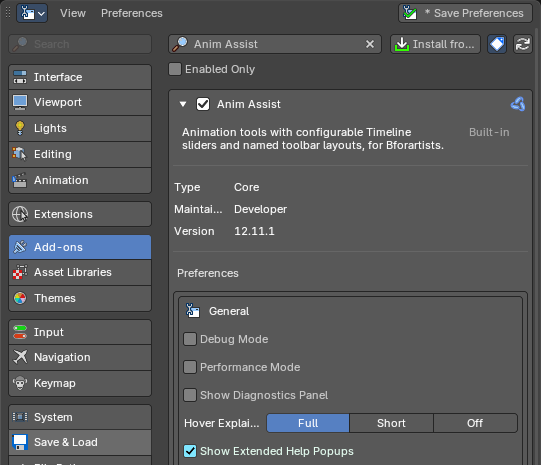 View Preferences * Save Preferences
Search
Anim Assist Install fro...
Enabled Only
Interface
Viewport
Lights
Editing
Animation
Extensions
Add-ons
Asset Libraries
Themes
Input
Navigation
Keymap
System
Save & Load
Anim Assist
Animation tools with configurable Timeline
sliders and named toolbar layouts, for Bforartists.
Built-in
Type Core
Maintai... Developer
Version 12.11.1
Preferences
General
Debug Mode
Performance Mode
Show Diagnostics Panel
Hover Explai... Full Short Off
Show Extended Help Popups